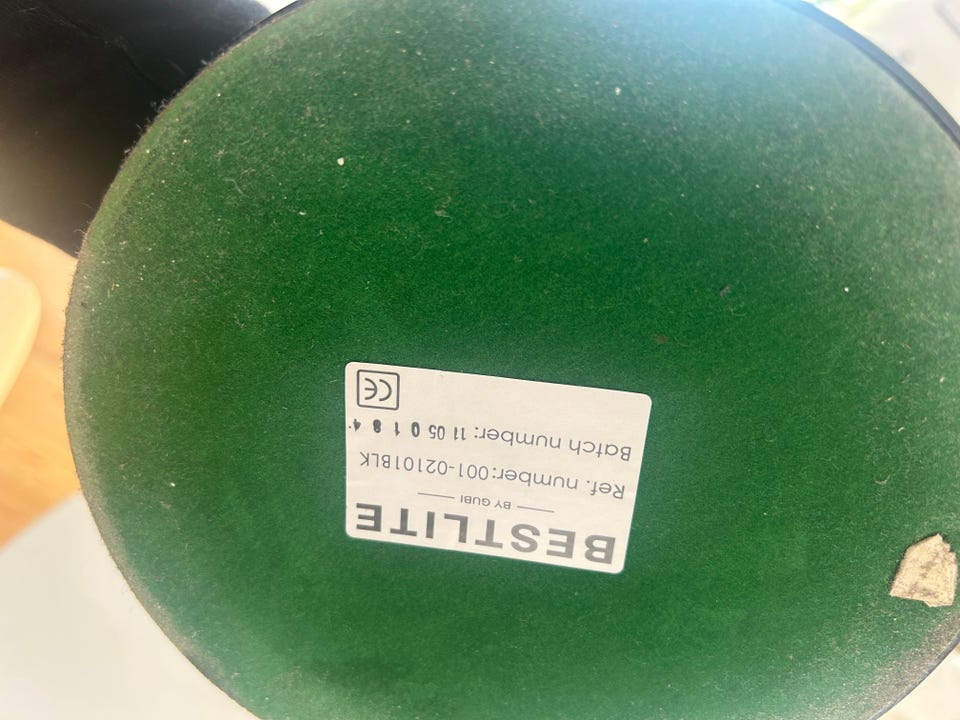 BESTLITE
BY GUBI
Ref. number:001-02101BLK
Batch number: 11 05 0 1 8 4
CE